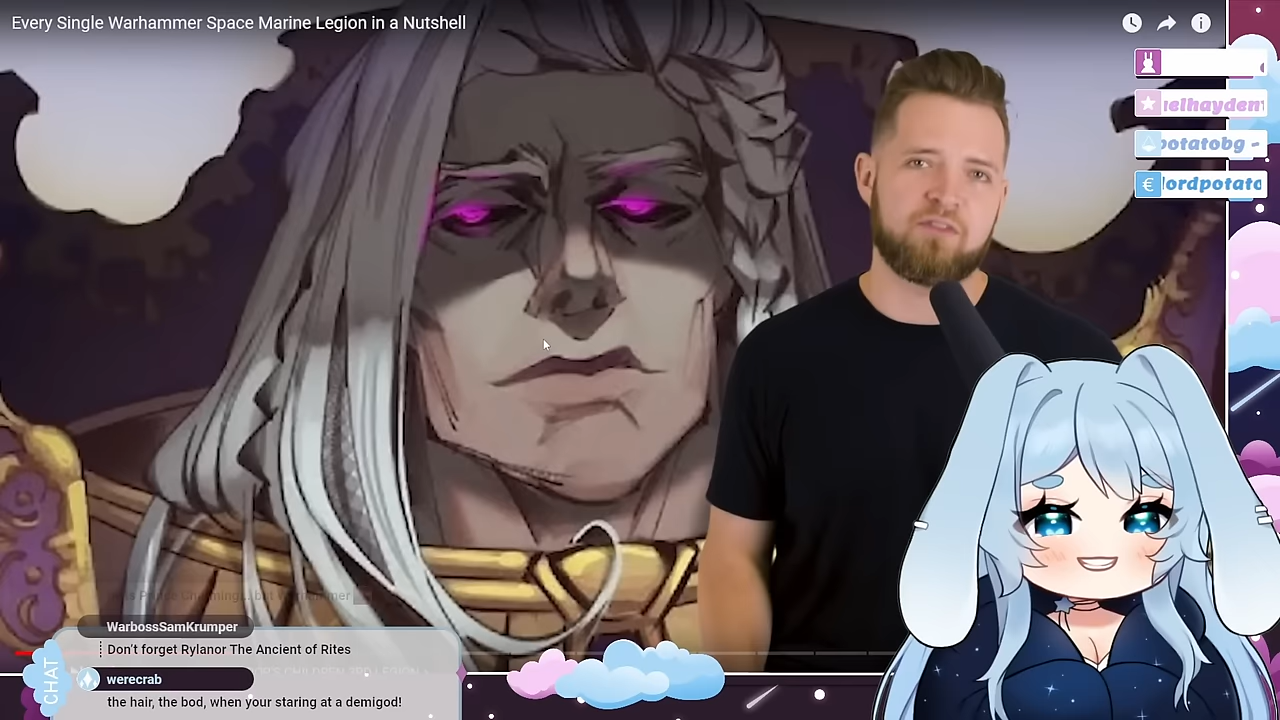 Every Single Warhammer Space Marine Legion in a Nutshell
elhayden
potatobg -
€
lordpotato
CHAT
WarbossSamKrumper
Don't forget Rylanor The Ancient of Rites
werecrab
the hair, the bod, when your staring at a demigod!